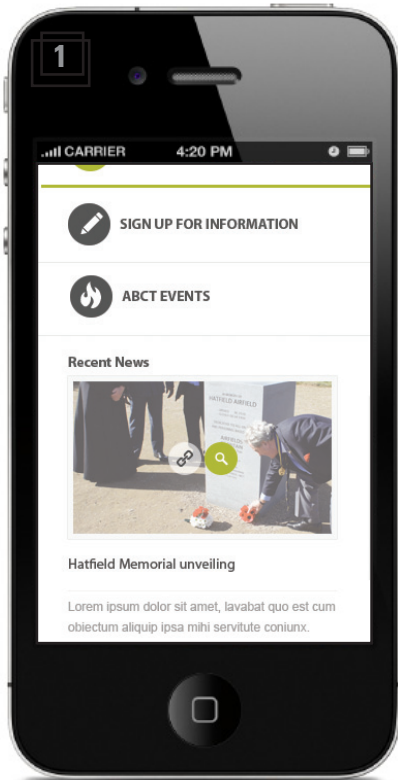 1
CARRIER
4:20 PM
SIGN UP FOR INFORMATION
ABCT EVENTS
Recent News
HATFIELD AIRFIELD
Hatfield Memorial unveiling
Lorem ipsum dolor sit amet, lavabat quo est cum
obiectum aliquip ipsa mihi servitute coniunx.